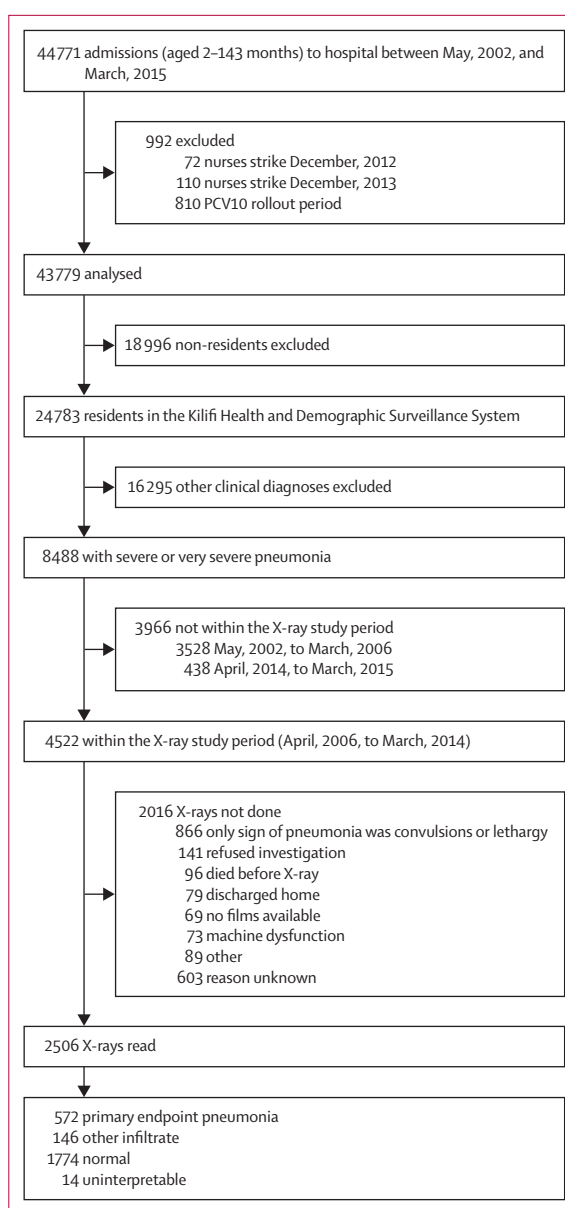 44771 admissions (aged 2–143 months) to hospital between May, 2002, and
March, 2015
992 excluded
72 nurses strike December, 2012
110 nurses strike December, 2013
810 PCV10 rollout period
43779 analysed
18996 non-residents excluded
24783 residents in the Kilifi Health and Demographic Surveillance System
16295 other clinical diagnoses excluded
8488 with severe or very severe pneumonia
3966 not within the X-ray study period
3528 May, 2002, to March, 2006
438 April, 2014, to March, 2015
4522 within the X-ray study period (April, 2006, to March, 2014)
2016 X-rays not done
866 only sign of pneumonia was convulsions or lethargy
141 refused investigation
96 died before X-ray
79 discharged home
69 no films available
73 machine dysfunction
89 other
603 reason unknown
2506 X-rays read
572 primary endpoint pneumonia
146 other infiltrate
1774 normal
14 uninterpretable